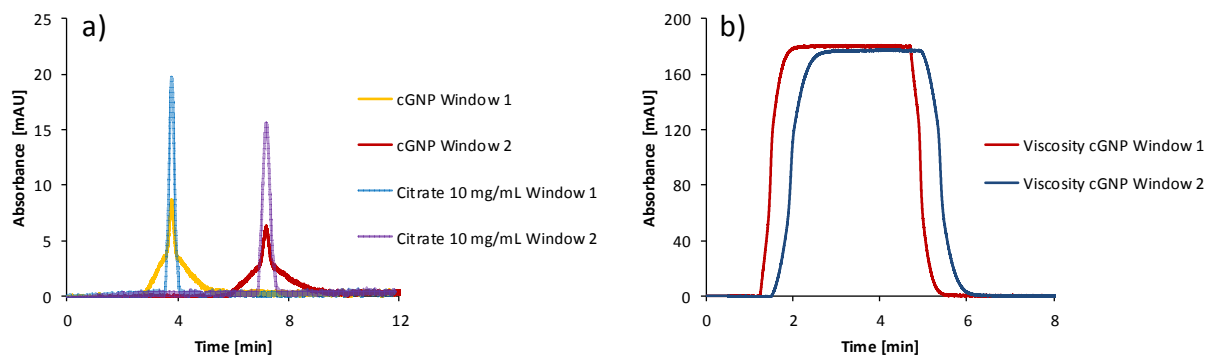 a)
Absorbance [mAU]
25
20
15
10
5
0
0 4 8 12
Time [min]
cGNP Window 1
cGNP Window 2
Citrate 10 mg/mL Window 1
Citrate 10 mg/mL Window 2
b)
Absorbance [mAU]
200
160
120
80
40
0
0 2 4 6 8
Time [min]
Viscosity cGNP Window 1
Viscosity cGNP Window 2